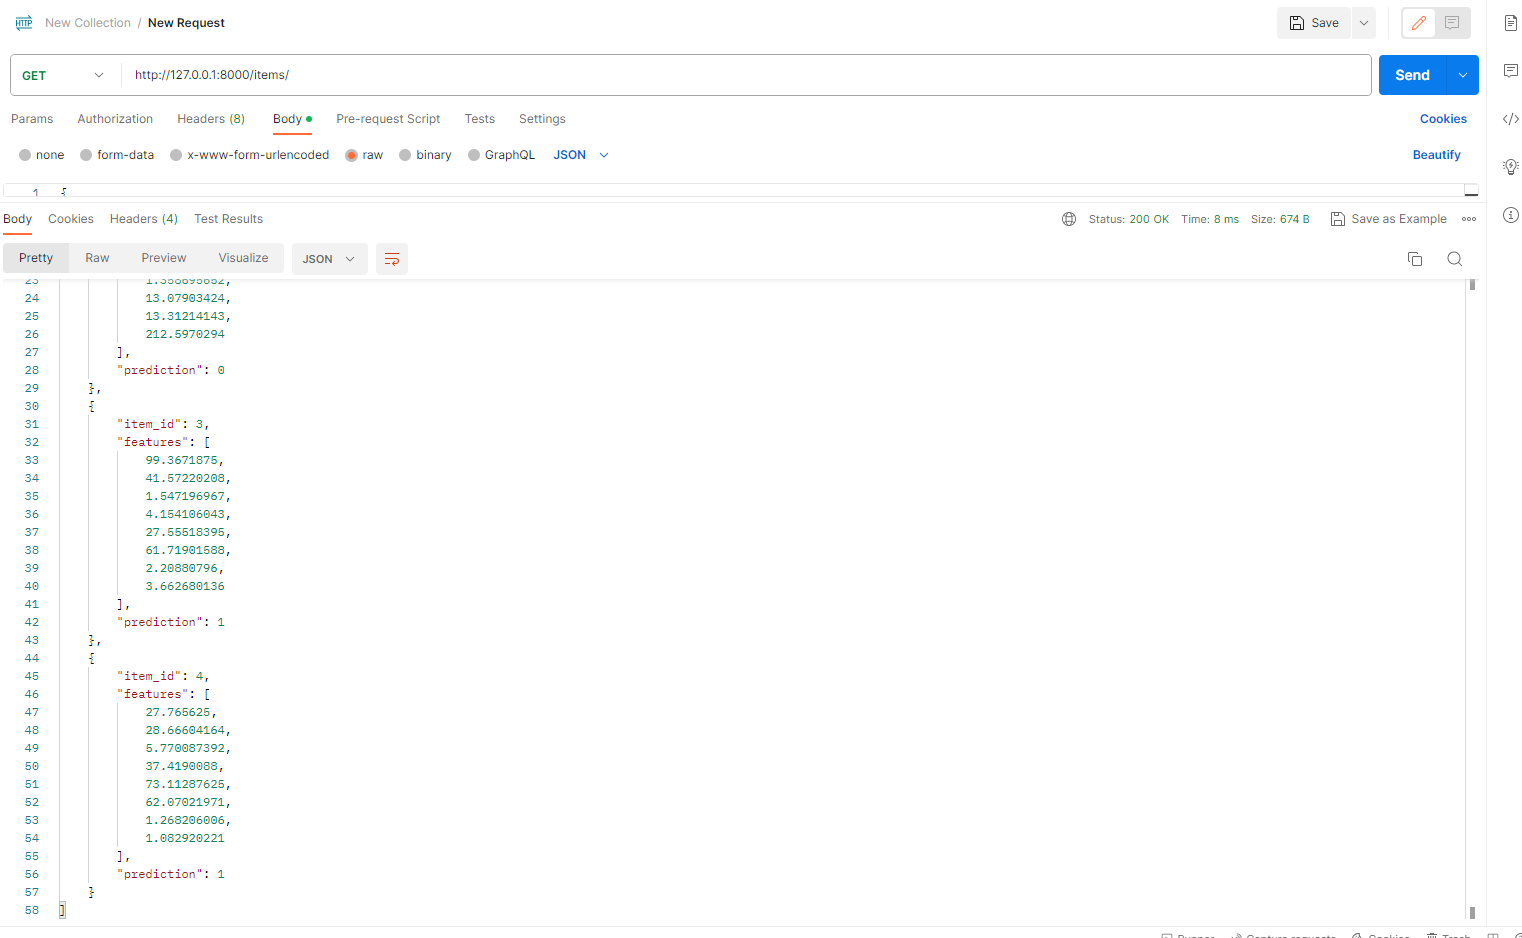 HTTP New Collection / New Request Save
GET http://127.0.0.1:8000/items/ Send
Params Authorization Headers (8) Body Pre-request Script Tests Settings Cookies
none form-data x-www-form-urlencoded raw binary GraphQL JSON Beautify
1 {
Body Cookies Headers (4) Test Results Status: 200 OK Time: 8 ms Size: 674 B Save as Example
Pretty Raw Preview Visualize JSON
23 1.358695652,
24 13.07903424,
25 13.31214143,
26 212.5970294
27 ],
28 "prediction": 0
29 },
30 {
31 "item_id": 3,
32 "features": [
33 99.3671875,
34 41.57220208,
35 1.547196967,
36 4.154106043,
37 27.55518395,
38 61.71901588,
39 2.20880796,
40 3.662680136
41 ],
42 "prediction": 1
43 },
44 {
45 "item_id": 4,
46 "features": [
47 27.765625,
48 28.66604164,
49 5.770087392,
50 37.4190088,
51 73.11287625,
52 62.07021971,
53 1.268206006,
54 1.082920221
55 ],
56 "prediction": 1
57 }
58 ]
Runner Capture requests Cookies Trash